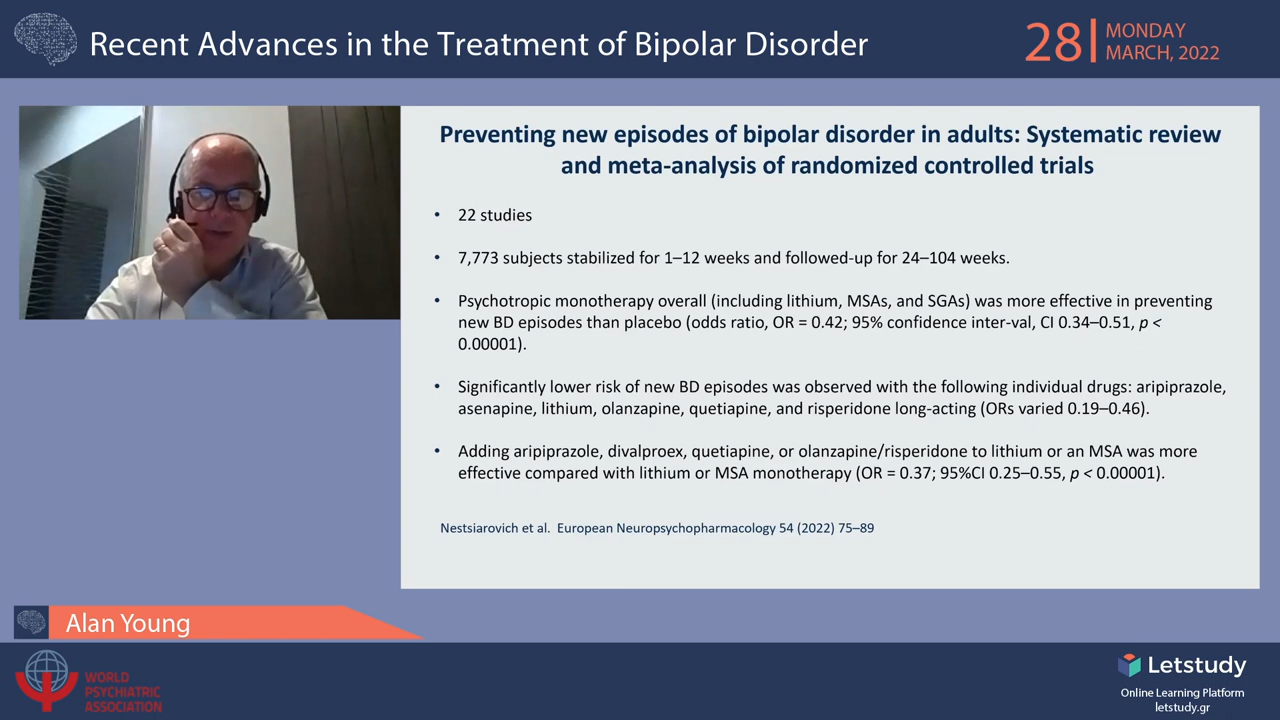 Recent Advances in the Treatment of Bipolar Disorder
28 MONDAY
MARCH, 2022
Preventing new episodes of bipolar disorder in adults: Systematic review
and meta-analysis of randomized controlled trials
• 22 studies
• 7,773 subjects stabilized for 1–12 weeks and followed-up for 24–104 weeks.
• Psychotropic monotherapy overall (including lithium, MSAs, and SGAs) was more effective in preventing
new BD episodes than placebo (odds ratio, OR = 0.42; 95% confidence inter-val, CI 0.34–0.51, p <
0.00001).
• Significantly lower risk of new BD episodes was observed with the following individual drugs: aripiprazole,
asenapine, lithium, olanzapine, quetiapine, and risperidone long-acting (ORs varied 0.19–0.46).
• Adding aripiprazole, divalproex, quetiapine, or olanzapine/risperidone to lithium or an MSA was more
effective compared with lithium or MSA monotherapy (OR = 0.37; 95%CI 0.25–0.55, p < 0.00001).
Nestsiarovich et al. European Neuropsychopharmacology 54 (2022) 75–89
Alan Young
WORLD
PSYCHIATRIC
ASSOCIATION
Letstudy
Online Learning Platform
letstudy.gr